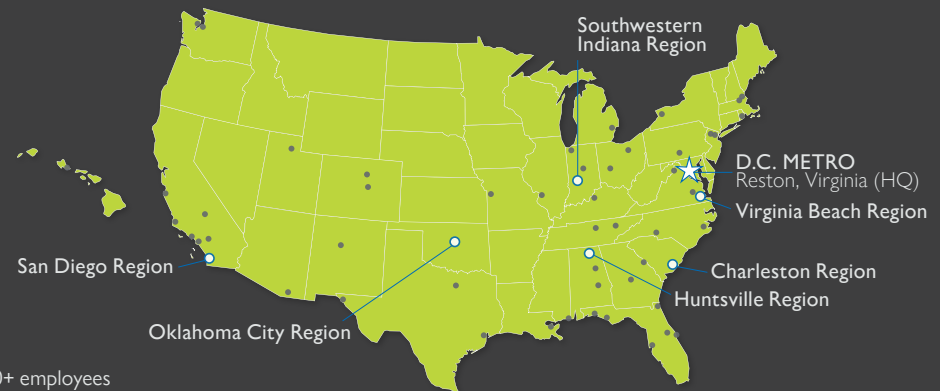 Southwestern
Indiana Region
D.C. METRO
Reston, Virginia (HQ)
Virginia Beach Region
San Diego Region
Charleston Region
Huntsville Region
Oklahoma City Region
+ employees